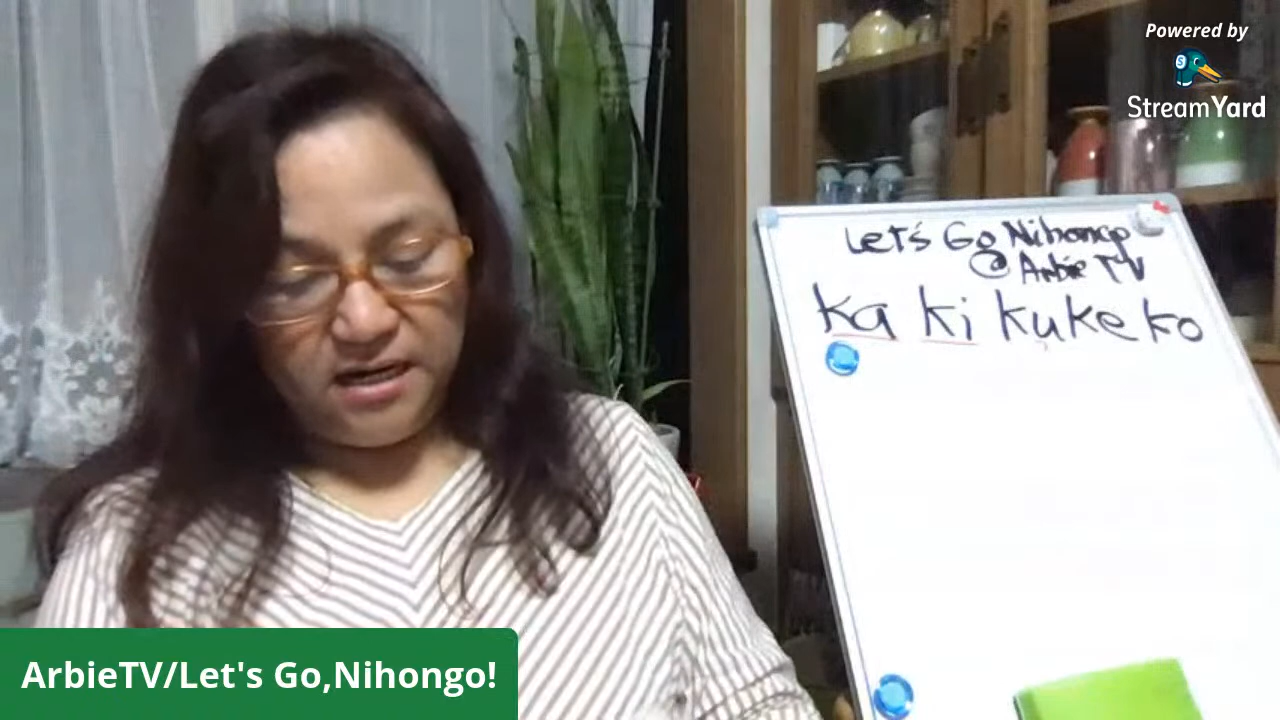 Powered by
StreamYard
Let's Go Nihongo
@ Arbie TV
ka ki ku ke ko
ArbieTV/Let's Go,Nihongo!